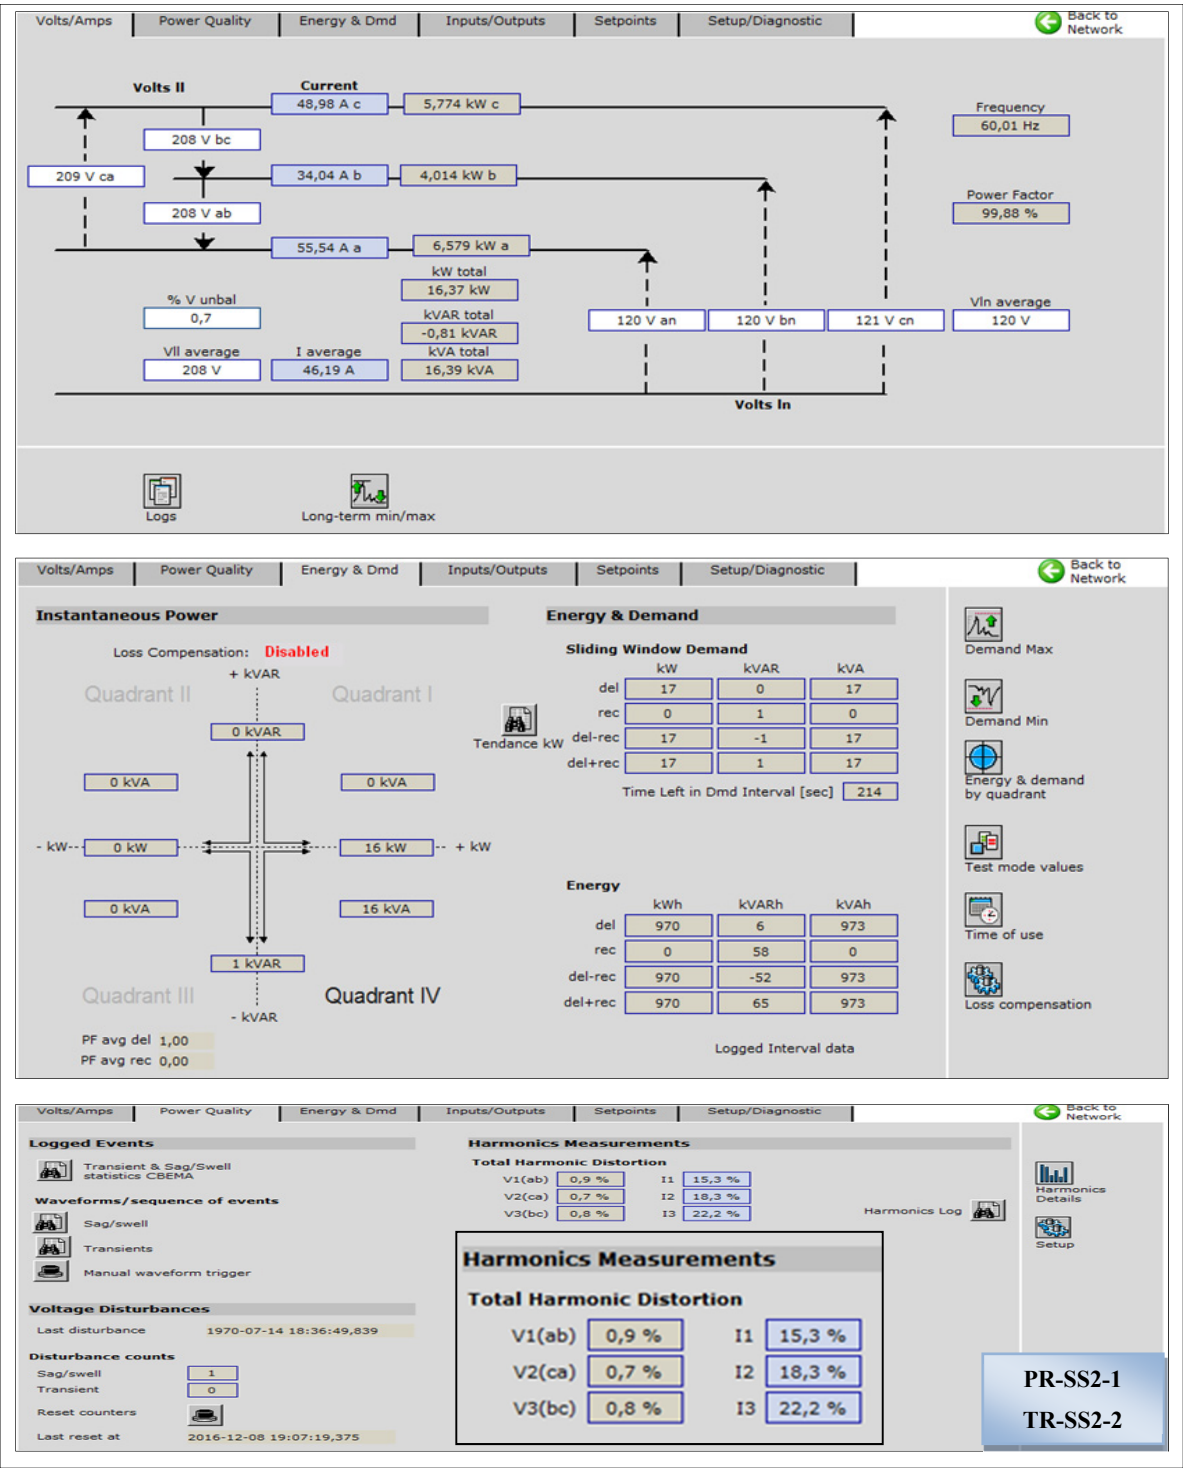 Volts/Amps Power Quality Energy & Dmd Inputs/Outputs Setpoints Setup/Diagnostic Back to
Network
Volts ll Current
48,98 A c 5,774 kW c
Frequency
60,01 Hz
208 V bc
209 V ca 34,04 A b 4,014 kW b
Power Factor
99,88 %
208 V ab
55,54 A a 6,579 kW a
kW total
16,37 kW
% V unbal
0,7
kVAR total
-0,81 kVAR
120 V an 120 V bn 121 V cn
Vln average
120 V
Vll average I average kVA total
208 V 46,19 A 16,39 kVA
Volts ln
Logs Long-term min/max
Volts/Amps Power Quality Energy & Dmd Inputs/Outputs Setpoints Setup/Diagnostic Back to
Network
Instantaneous Power
Loss Compensation: Disabled
+ kVAR
Quadrant II Quadrant I
0 kVAR
0 kVA 0 kVA
- kW 0 kW 16 kW + kW
0 kVA 16 kVA
1 kVAR
Quadrant III Quadrant IV
- kVAR
PF avg del 1,00
PF avg rec 0,00
Energy & Demand
Sliding Window Demand
kW kVAR kVA
del 17 0 17
rec 0 1 0
Tendance kW
del-rec 17 -1 17
del+rec 17 1 17
Time Left in Dmd Interval [sec] 214
Energy
kWh kVARh kVAh
del 970 6 973
rec 0 58 0
del-rec 970 -52 973
del+rec 970 65 973
Logged Interval data
Demand Max
Demand Min
Energy & demand
by quadrant
Test mode values
Time of use
Loss compensation
Volts/Amps Power Quality Energy & Dmd Inputs/Outputs Setpoints Setup/Diagnostic Back to
Network
Logged Events
Transient & Sag/Swell
statistics CBEMA
Waveforms/sequence of events
Sag/swell
Transients
Manual waveform trigger
Voltage Disturbances
Last disturbance 1970-07-14 18:36:49,839
Disturbance counts
Sag/swell 1
Transient 0
Reset counters
Last reset at 2016-12-08 19:07:19,375
Harmonics Measurements
Total Harmonic Distortion
V1(ab) 0,9 % I1 15,3 %
V2(ca) 0,7 % I2 18,3 %
V3(bc) 0,8 % I3 22,2 %
Harmonics Log
Harmonics
Details
Setup
Harmonics Measurements
Total Harmonic Distortion
V1(ab) 0,9 % I1 15,3 %
V2(ca) 0,7 % I2 18,3 %
V3(bc) 0,8 % I3 22,2 %
PR-SS2-1
TR-SS2-2